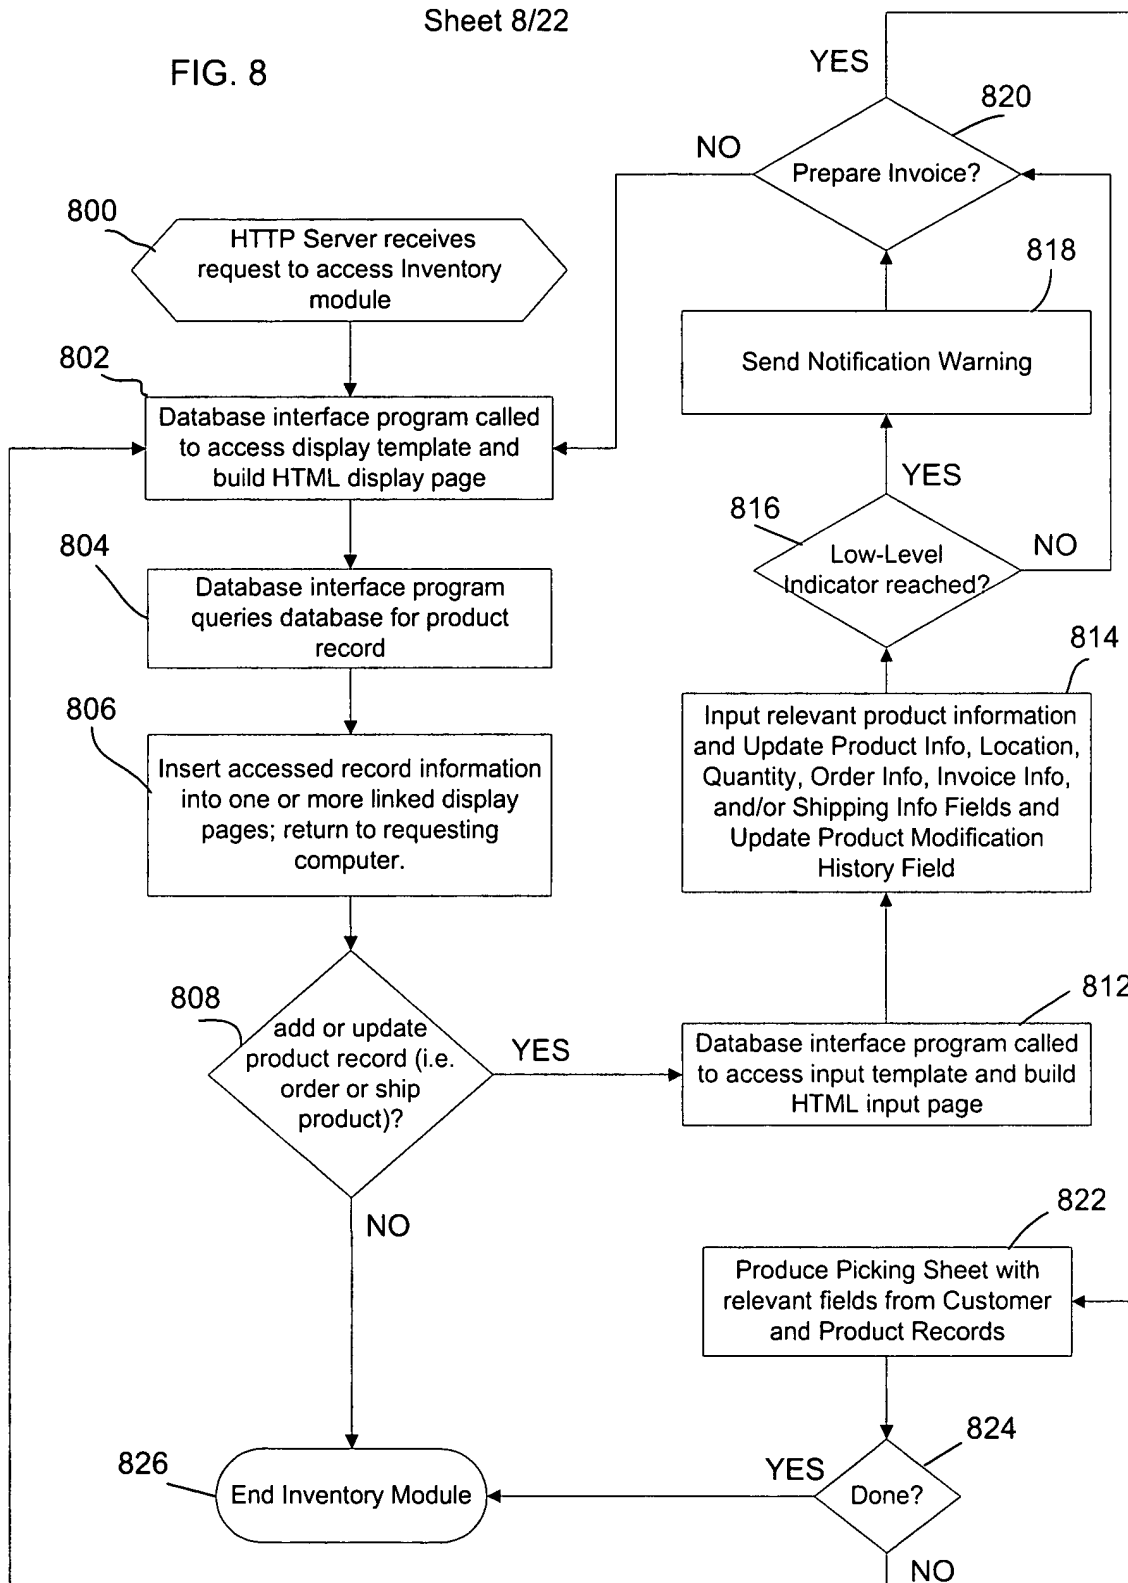 Sheet 8/22
FIG. 8
800
HTTP Server receives
request to access Inventory
module
802
Database interface program called
to access display template and
build HTML display page
804
Database interface program
queries database for product
record
806
Insert accessed record information
into one or more linked display
pages; return to requesting
computer.
808
add or update
product record (i.e.
order or ship
product)?
YES
NO
812
Database interface program called
to access input template and build
HTML input page
814
Input relevant product information
and Update Product Info, Location,
Quantity, Order Info, Invoice Info,
and/or Shipping Info Fields and
Update Product Modification
History Field
816
Low-Level
Indicator reached?
YES
NO
818
Send Notification Warning
820
Prepare Invoice?
YES
NO
822
Produce Picking Sheet with
relevant fields from Customer
and Product Records
824
Done?
YES
NO
826
End Inventory Module